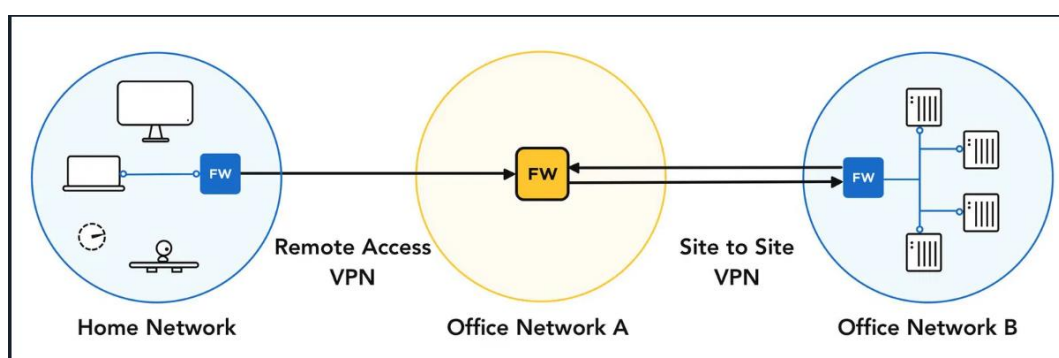 FW
FW
FW
Remote Access
VPN
Site to Site
VPN
Home Network
Office Network A
Office Network B